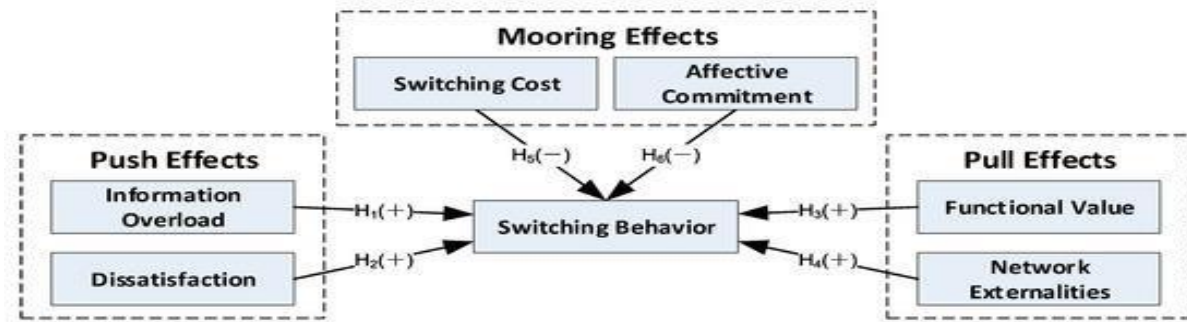 Mooring Effects
Switching Cost
Affective
Commitment
H₅(−)
H₆(−)
Push Effects
Information
Overload
Dissatisfaction
H₁(+)
H₂(+)
Switching Behavior
Pull Effects
Functional Value
Network
Externalities
H₃(+)
H₄(+)